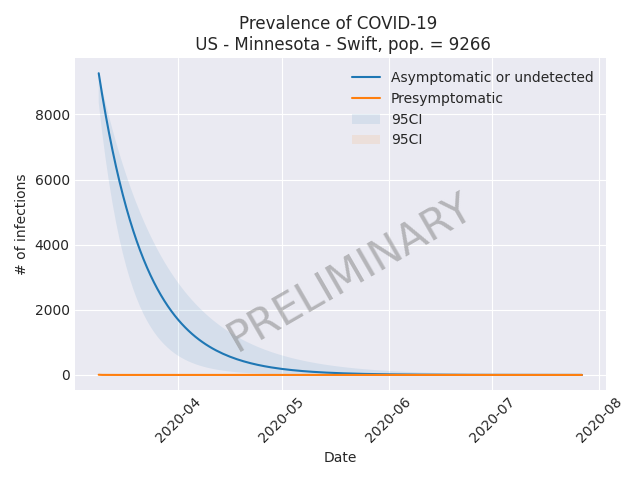 Prevalence of COVID-19
US - Minnesota - Swift, pop. = 9266
Asymptomatic or undetected
Presymptomatic
95CI
95CI
8000
6000
4000
2000
0
# of infections
PRELIMINARY
2020-04
2020-05
2020-06
2020-07
2020-08
Date